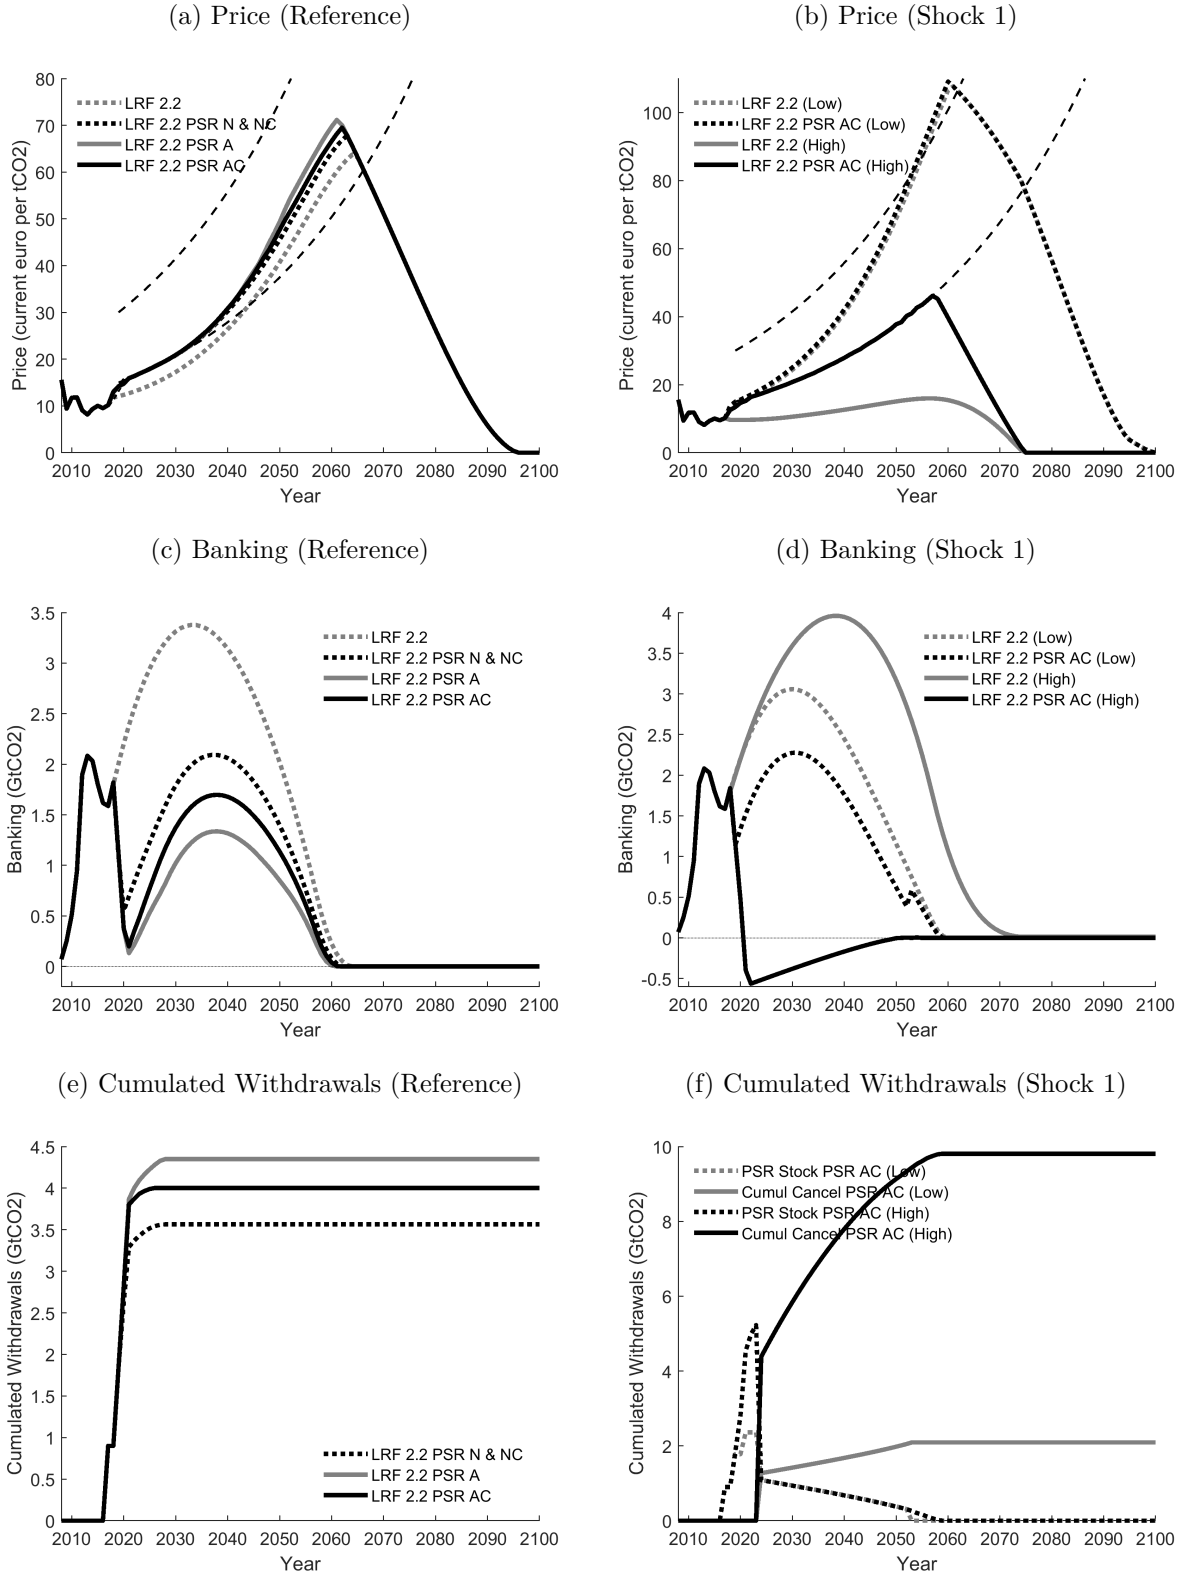 (a) Price (Reference)
80
70
60
50
40
30
20
10
0
Price (current euro per tCO2)
LRF 2.2
LRF 2.2 PSR N & NC
LRF 2.2 PSR A
LRF 2.2 PSR AC
2010 2020 2030 2040 2050 2060 2070 2080 2090 2100
Year
(b) Price (Shock 1)
100
80
60
40
20
0
Price (current euro per tCO2)
LRF 2.2 (Low)
LRF 2.2 PSR AC (Low)
LRF 2.2 (High)
LRF 2.2 PSR AC (High)
2010 2020 2030 2040 2050 2060 2070 2080 2090 2100
Year
(c) Banking (Reference)
3.5
3
2.5
2
1.5
1
0.5
0
Banking (GtCO2)
LRF 2.2
LRF 2.2 PSR N & NC
LRF 2.2 PSR A
LRF 2.2 PSR AC
2010 2020 2030 2040 2050 2060 2070 2080 2090 2100
Year
(d) Banking (Shock 1)
4
3.5
3
2.5
2
1.5
1
0.5
0
-0.5
Banking (GtCO2)
LRF 2.2 (Low)
LRF 2.2 PSR AC (Low)
LRF 2.2 (High)
LRF 2.2 PSR AC (High)
2010 2020 2030 2040 2050 2060 2070 2080 2090 2100
Year
(e) Cumulated Withdrawals (Reference)
4.5
4
3.5
3
2.5
2
1.5
1
0.5
0
Cumulated Withdrawals (GtCO2)
LRF 2.2 PSR N & NC
LRF 2.2 PSR A
LRF 2.2 PSR AC
2010 2020 2030 2040 2050 2060 2070 2080 2090 2100
Year
(f) Cumulated Withdrawals (Shock 1)
10
8
6
4
2
0
Cumulated Withdrawals (GtCO2)
PSR Stock PSR AC (Low)
Cumul Cancel PSR AC (Low)
PSR Stock PSR AC (High)
Cumul Cancel PSR AC (High)
2010 2020 2030 2040 2050 2060 2070 2080 2090 2100
Year